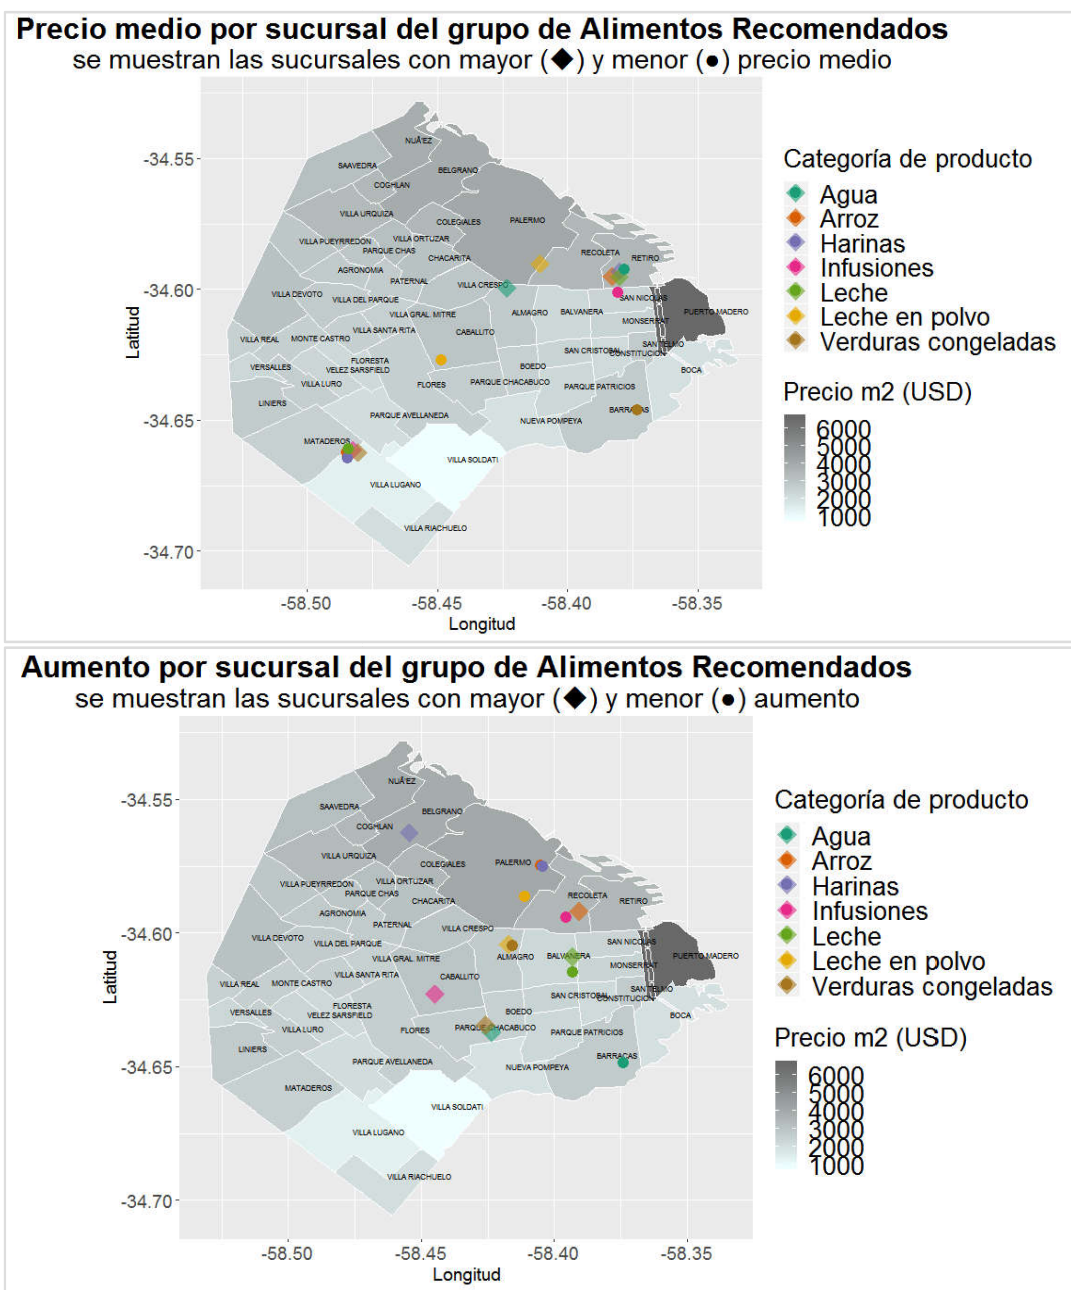 Precio medio por sucursal del grupo de Alimentos Recomendados
se muestran las sucursales con mayor (◆) y menor (●) precio medio
Latitud
-34.55
-34.60
-34.65
-34.70
NUÃ'EZ
SAAVEDRA
BELGRANO
COGHLAN
VILLA URQUIZA
COLEGIALES
PALERMO
VILLA PUEYRREDON
VILLA ORTUZAR
PARQUE CHAS
CHACARITA
RECOLETA
RETIRO
AGRONOMIA
PATERNAL
VILLA CRESPO
VILLA DEVOTO
VILLA DEL PARQUE
SAN NICOLAS
VILLA GRAL. MITRE
ALMAGRO
BALVANERA
PUERTO MADERO
MONSERRAT
VILLA SANTA RITA
CABALLITO
VILLA REAL
MONTE CASTRO
SAN TELMO
SAN CRISTOBAL
CONSTITUCION
FLORESTA
VERSALLES
VELEZ SARSFIELD
BOEDO
BOCA
VILLA LURO
FLORES
PARQUE CHACABUCO
PARQUE PATRICIOS
LINIERS
PARQUE AVELLANEDA
BARRACAS
NUEVA POMPEYA
MATADEROS
VILLA SOLDATI
VILLA LUGANO
VILLA RIACHUELO
-58.50
-58.45
-58.40
-58.35
Longitud
Categoría de producto
Agua
Arroz
Harinas
Infusiones
Leche
Leche en polvo
Verduras congeladas
Precio m2 (USD)
6000
5000
4000
3000
2000
1000
Aumento por sucursal del grupo de Alimentos Recomendados
se muestran las sucursales con mayor (◆) y menor (●) aumento
Latitud
-34.55
-34.60
-34.65
-34.70
NUÃ'EZ
SAAVEDRA
BELGRANO
COGHLAN
VILLA URQUIZA
COLEGIALES
PALERMO
VILLA PUEYRREDON
VILLA ORTUZAR
PARQUE CHAS
CHACARITA
RECOLETA
RETIRO
AGRONOMIA
PATERNAL
VILLA CRESPO
VILLA DEVOTO
VILLA DEL PARQUE
SAN NICOLAS
VILLA GRAL. MITRE
ALMAGRO
BALVANERA
PUERTO MADERO
MONSERRAT
VILLA SANTA RITA
CABALLITO
VILLA REAL
MONTE CASTRO
SAN TELMO
SAN CRISTOBAL
CONSTITUCION
FLORESTA
VERSALLES
VELEZ SARSFIELD
BOEDO
BOCA
VILLA LURO
FLORES
PARQUE CHACABUCO
PARQUE PATRICIOS
LINIERS
PARQUE AVELLANEDA
BARRACAS
NUEVA POMPEYA
MATADEROS
VILLA SOLDATI
VILLA LUGANO
VILLA RIACHUELO
-58.50
-58.45
-58.40
-58.35
Longitud
Categoría de producto
Agua
Arroz
Harinas
Infusiones
Leche
Leche en polvo
Verduras congeladas
Precio m2 (USD)
6000
5000
4000
3000
2000
1000